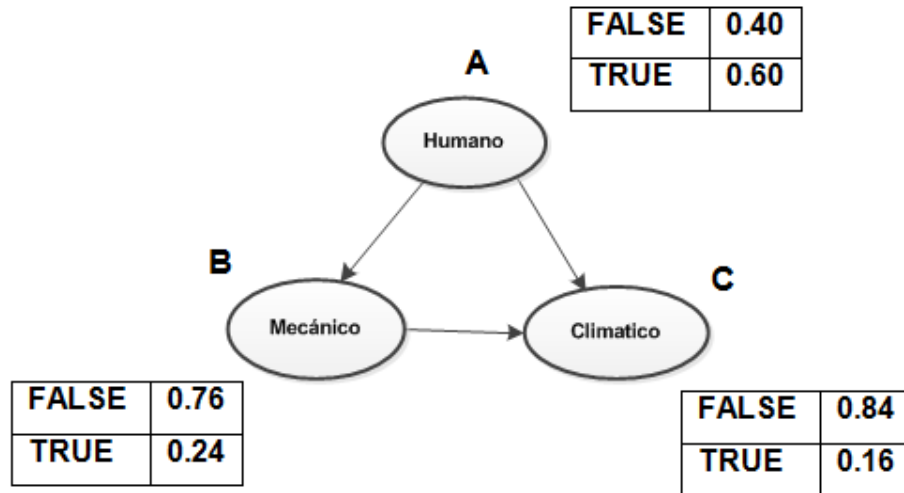 FALSE 0.40
TRUE 0.60
A
Humano
B
C
Mecánico
Climatico
FALSE 0.76
TRUE 0.24
FALSE 0.84
TRUE 0.16